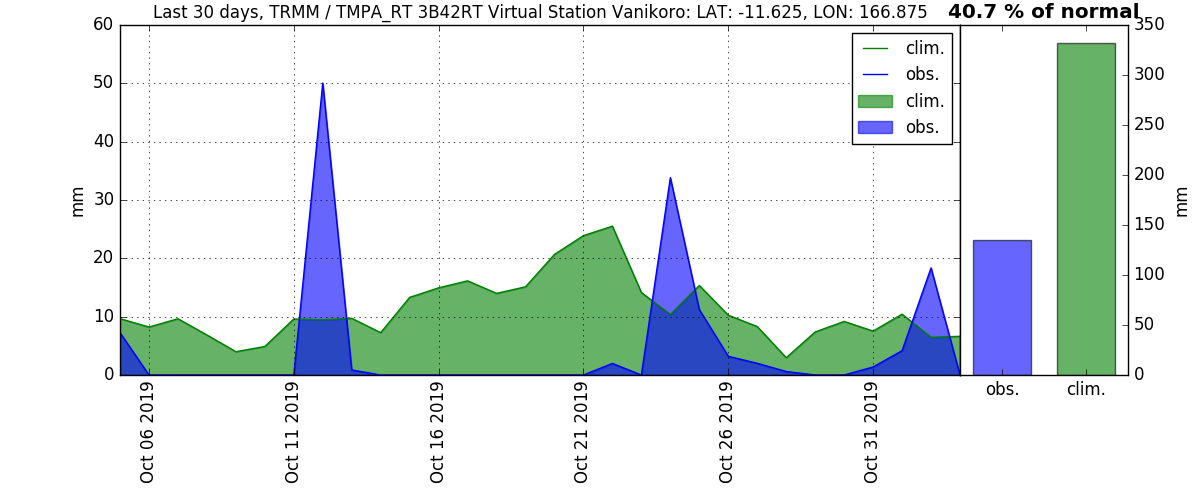 Last 30 days, TRMM / TMPA_RT 3B42RT Virtual Station Vanikoro: LAT: -11.625, LON: 166.875
40.7 % of normal
mm
60
50
40
30
20
10
0
clim.
obs.
clim.
obs.
Oct 06 2019
Oct 11 2019
Oct 16 2019
Oct 21 2019
Oct 26 2019
Oct 31 2019
350
300
250
200
150
100
50
0
mm
obs.
clim.